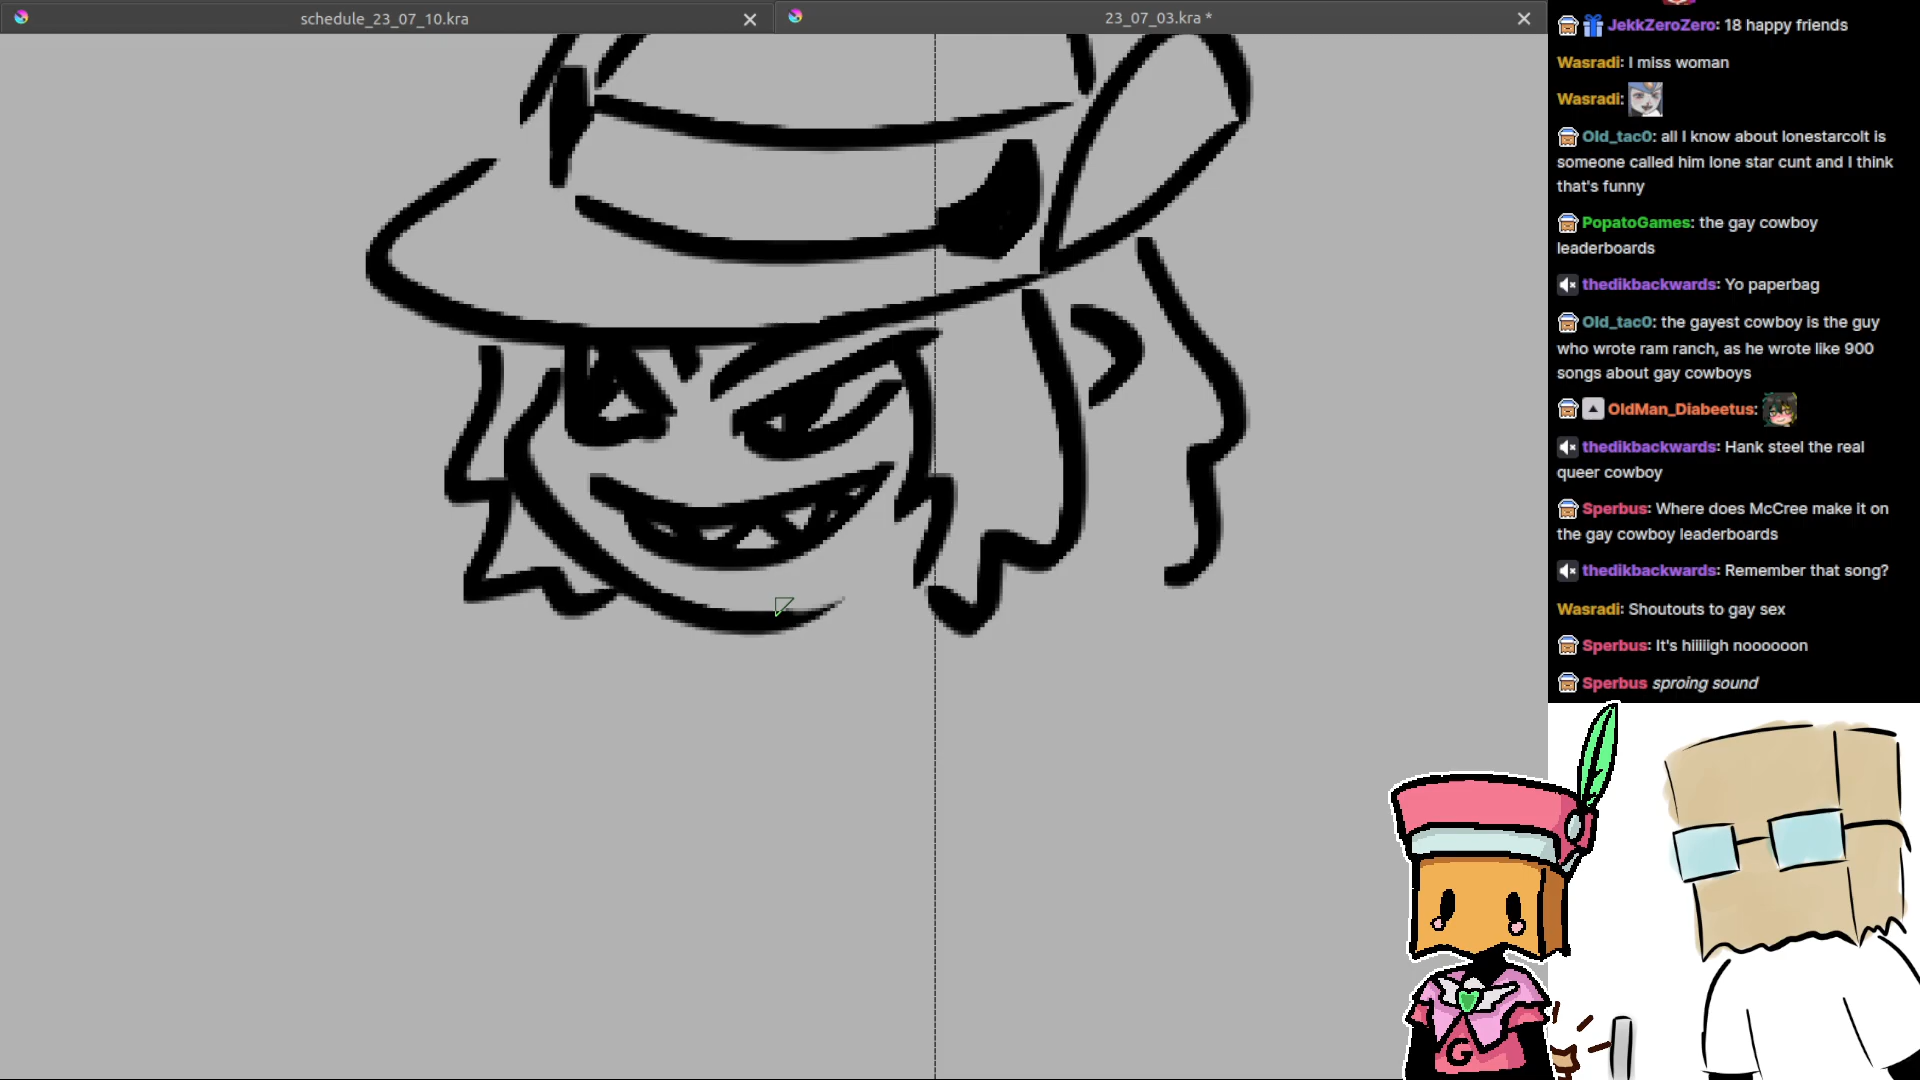 schedule_23_07_10.kra
23_07_03.kra *
JekkZeroZero: 18 happy friends
Wasradi: I miss woman
Wasradi:
Old_tac0: all I know about lonestarcolt is
someone called him lone star cunt and I think
that's funny
PopatoGames: the gay cowboy
leaderboards
thedikbackwards: Yo paperbag
Old_tac0: the gayest cowboy is the guy
who wrote ram ranch, as he wrote like 900
songs about gay cowboys
OldMan_Diabeetus:
thedikbackwards: Hank steel the real
queer cowboy
Sperbus: Where does McCree make it on
the gay cowboy leaderboards
thedikbackwards: Remember that song?
Wasradi: Shoutouts to gay sex
Sperbus: It's hiiiiigh noooooon
Sperbus sproing sound
G